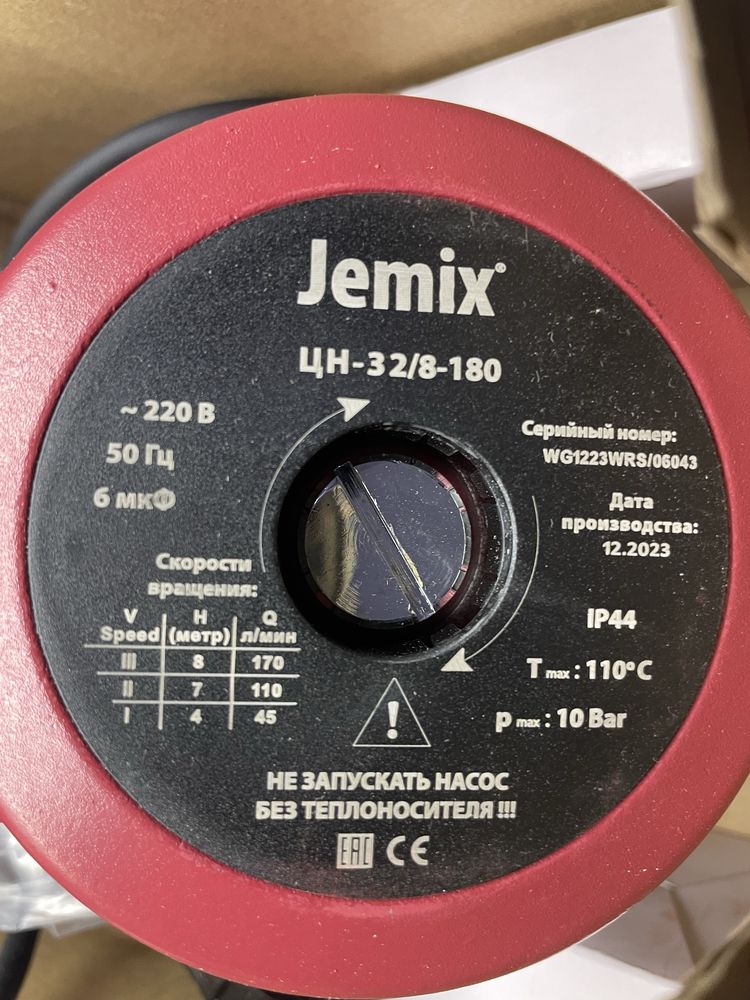 Jemix®
ЦН-32/8-180
~ 220 В
50 Гц
6 мкФ
Серийный номер:
WG1223WRS/06043
Дата
производства:
12.2023
Скорости
вращения:
V H Q
Speed (метр) л/мин
III 8 170
II 7 110
I 4 45
IP44
T max : 110°C
p max : 10 Bar
!
НЕ ЗАПУСКАТЬ НАСОС
БЕЗ ТЕПЛОНОСИТЕЛЯ !!!
EAC CE